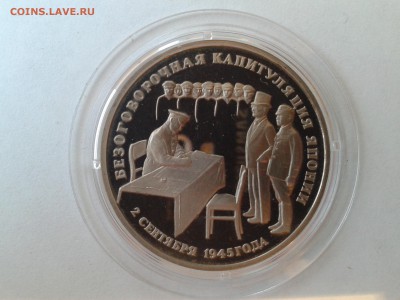 COINS.LAVE.RU
БЕЗОГОВОРОЧНАЯ КАПИТУЛЯЦИЯ ЯПОНИИ
2 СЕНТЯБРЯ 1945 ГОДА